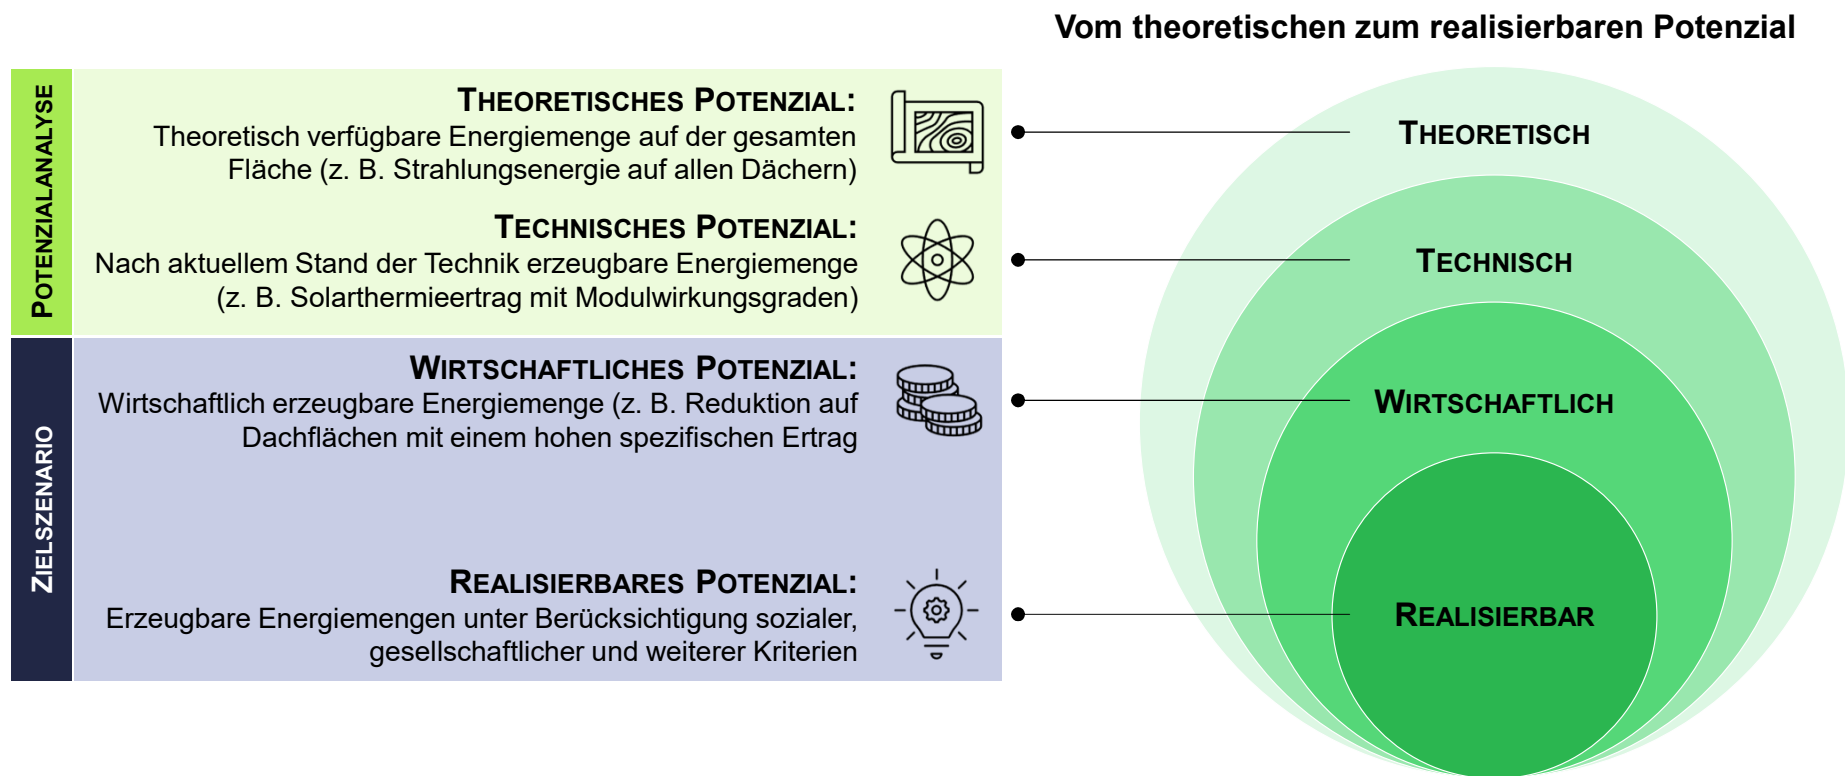 Vom theoretischen zum realisierbaren Potenzial
POTENZIALANALYSE
THEORETISCHES POTENZIAL:
Theoretisch verfügbare Energiemenge auf der gesamten
Fläche (z. B. Strahlungsenergie auf allen Dächern)
TECHNISCHES POTENZIAL:
Nach aktuellem Stand der Technik erzeugbare Energiemenge
(z. B. Solarthermieertrag mit Modulwirkungsgraden)
ZIELSZENARIO
WIRTSCHAFTLICHES POTENZIAL:
Wirtschaftlich erzeugbare Energiemenge (z. B. Reduktion auf
Dachflächen mit einem hohen spezifischen Ertrag
REALISIERBARES POTENZIAL:
Erzeugbare Energiemengen unter Berücksichtigung sozialer,
gesellschaftlicher und weiterer Kriterien
THEORETISCH
TECHNISCH
WIRTSCHAFTLICH
REALISIERBAR